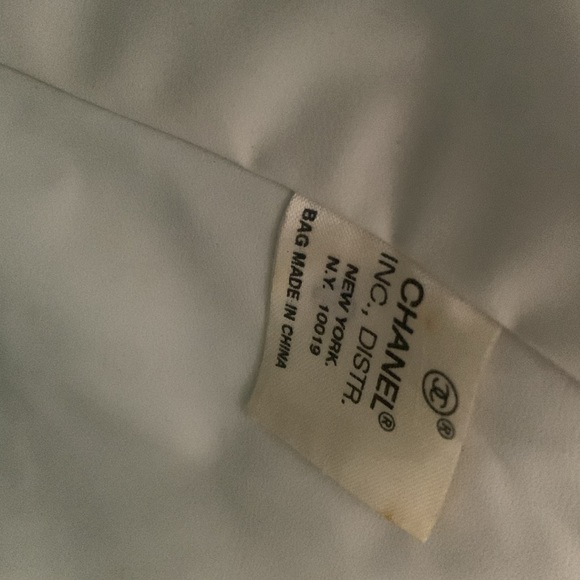 CHANEL®
INC., DISTR.
NEW YORK,
N.Y. 10019
BAG MADE IN CHINA